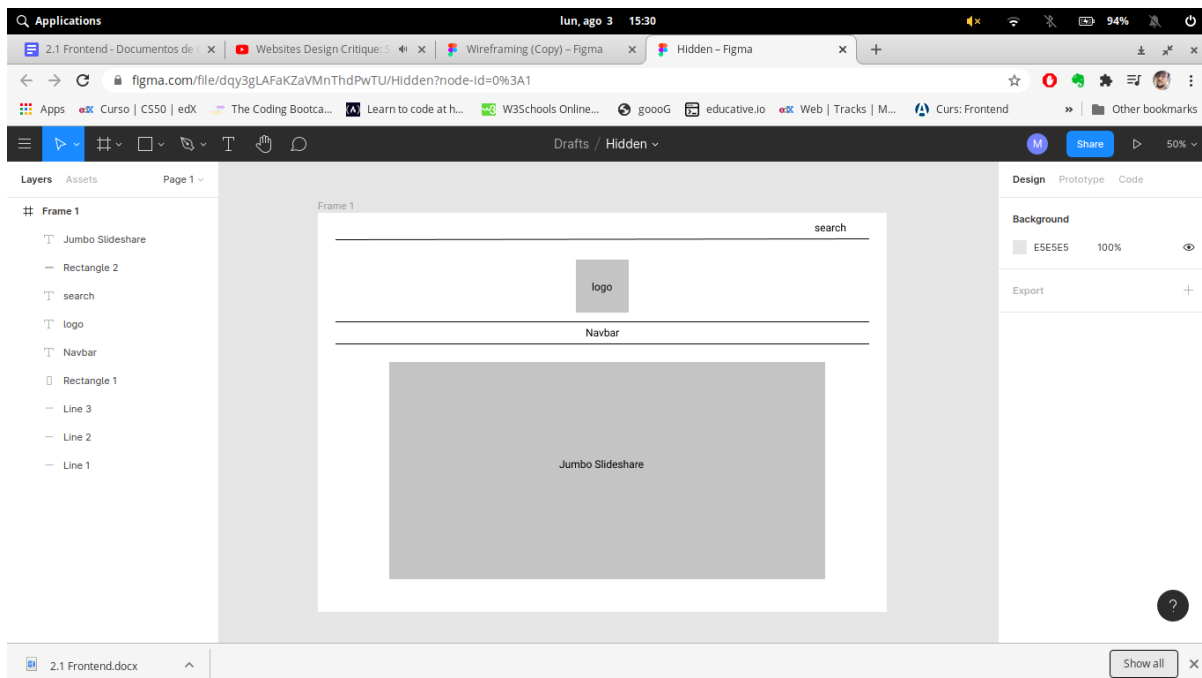 Applications
lun, ago 3 15:30
94%
2.1 Frontend - Documentos de
Websites Design Critique: S
Wireframing (Copy) – Figma
Hidden – Figma
figma.com/file/dqy3gLAFaKZaVMnThdPwTU/Hidden?node-id=0%3A1
Apps
Curso | CS50 | edX
The Coding Bootca...
Learn to code at h...
W3Schools Online...
goooG
educative.io
Web | Tracks | M...
Curs: Frontend
Other bookmarks
Drafts / Hidden
M
Share
50%
Layers Assets Page 1
Design Prototype Code
Frame 1
Jumbo Slideshare
Rectangle 2
search
logo
Navbar
Rectangle 1
Line 3
Line 2
Line 1
Frame 1
search
logo
Navbar
Jumbo Slideshare
Background
E5E5E5 100%
Export
?
2.1 Frontend.docx
Show all